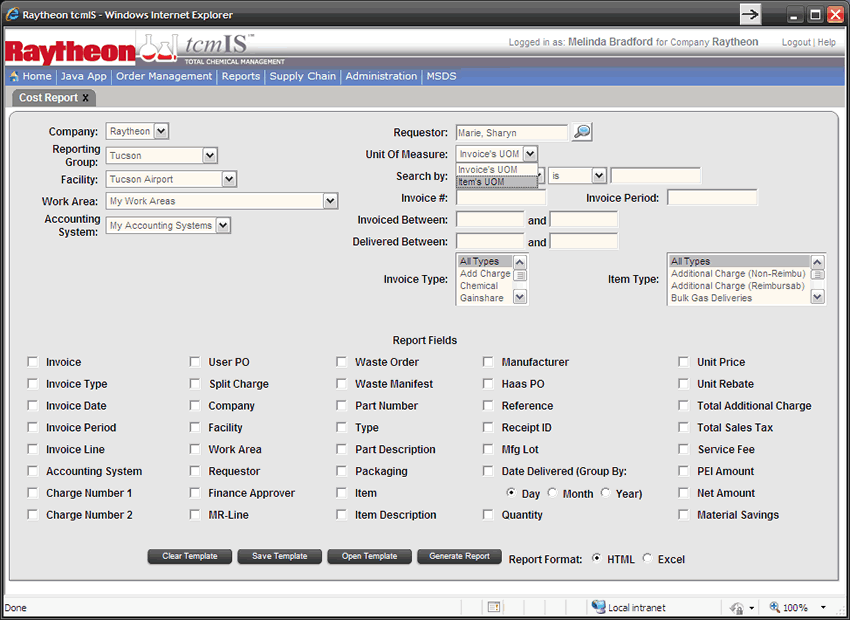 Raytheon tcmIS - Windows Internet Explorer
Raytheon tcmIS™ TOTAL CHEMICAL MANAGEMENT
Logged in as: Melinda Bradford for Company Raytheon Logout | Help
Home | Java App | Order Management | Reports | Supply Chain | Administration | MSDS
Cost Report x
Company: Raytheon
Reporting Group: Tucson
Facility: Tucson Airport
Work Area: My Work Areas
Accounting System: My Accounting Systems
Requestor: Marie, Sharyn
Unit Of Measure: Invoice's UOM
Invoice's UOM
Item's UOM
Search by: is
Invoice #: Invoice Period:
Invoiced Between: and
Delivered Between: and
Invoice Type: All Types
Add Charge
Chemical
Gainshare
Item Type: All Types
Additional Charge (Non-Reimbu)
Additional Charge (Reimbursab)
Bulk Gas Deliveries
Report Fields
Invoice User PO Waste Order Manufacturer Unit Price
Invoice Type Split Charge Waste Manifest Haas PO Unit Rebate
Invoice Date Company Part Number Reference Total Additional Charge
Invoice Period Facility Type Receipt ID Total Sales Tax
Invoice Line Work Area Part Description Mfg Lot Service Fee
Accounting System Requestor Packaging Date Delivered (Group By: PEI Amount
Charge Number 1 Finance Approver Item Day Month Year) Net Amount
Charge Number 2 MR-Line Item Description Quantity Material Savings
Clear Template Save Template Open Template Generate Report Report Format: HTML Excel
Done Local intranet 100%